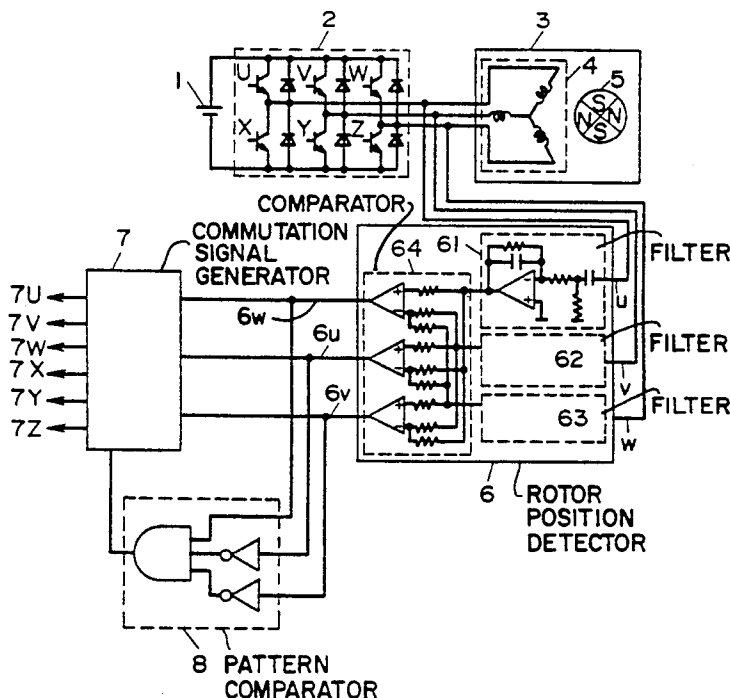 2
3
1
U
V
W
X
Y
Z
4
5
S
N
N
S
COMPARATOR
7
COMMUTATION
SIGNAL
GENERATOR
64
61
FILTER
u
7U
7V
7W
7X
7Y
7Z
6w
6u
6v
62
FILTER
v
63
FILTER
w
6
ROTOR
POSITION
DETECTOR
8 PATTERN
COMPARATOR